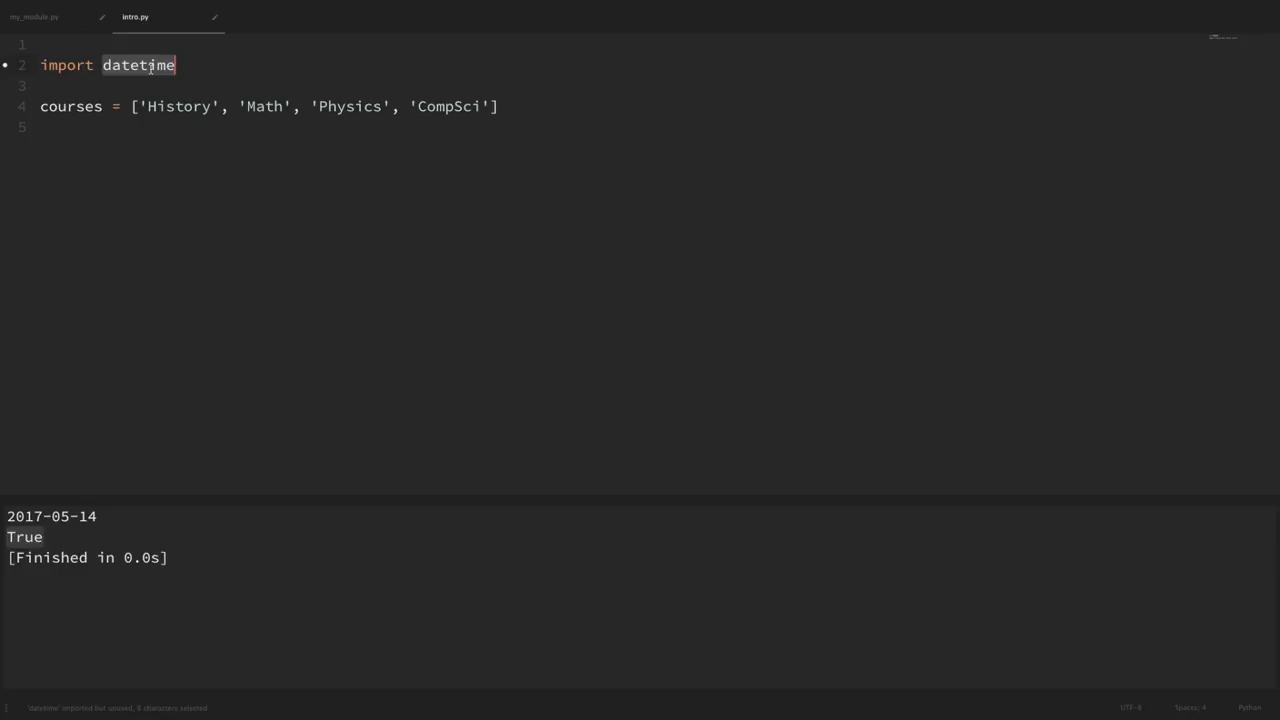 my_module.py
intro.py
1
2 import datetime
3
4 courses = ['History', 'Math', 'Physics', 'CompSci']
5
2017-05-14
True
[Finished in 0.0s]
'datetime' imported but unused, 8 characters selected
UTF-8
Spaces: 4
Python